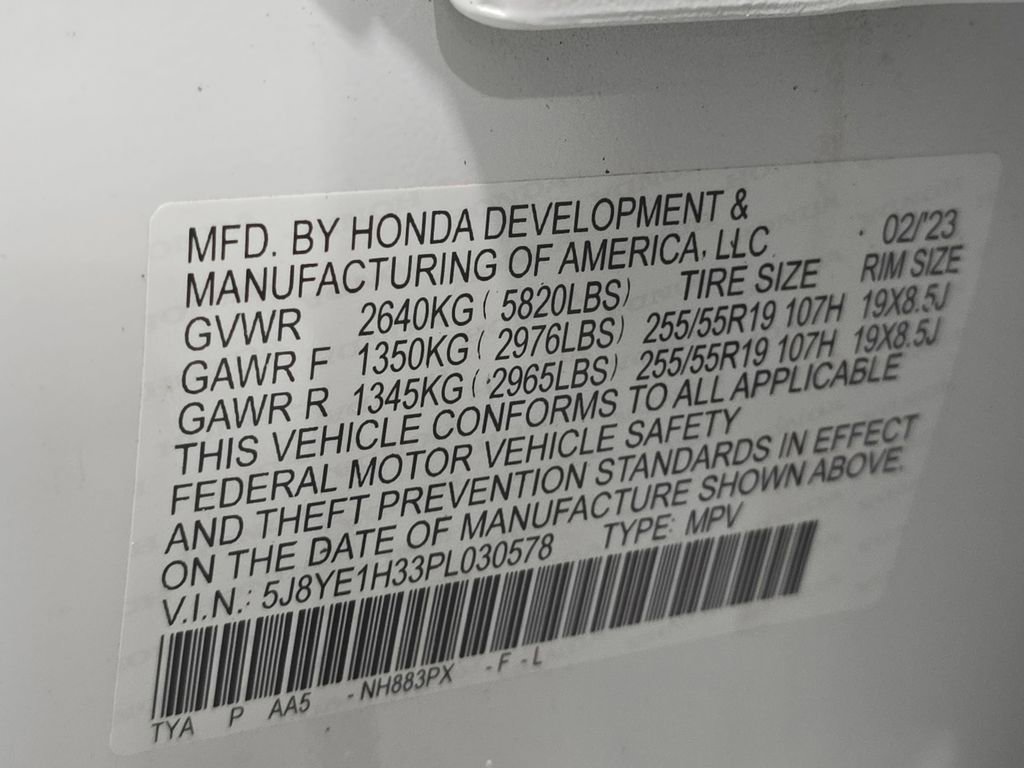 MFD. BY HONDA DEVELOPMENT & 02/'23
MANUFACTURING OF AMERICA, LLC
GVWR 2640KG ( 5820LBS) TIRE SIZE RIM SIZE
GAWR F 1350KG ( 2976LBS) 255/55R19 107H 19X8.5J
GAWR R 1345KG ( 2965LBS) 255/55R19 107H 19X8.5J
THIS VEHICLE CONFORMS TO ALL APPLICABLE
FEDERAL MOTOR VEHICLE SAFETY
AND THEFT PREVENTION STANDARDS IN EFFECT
ON THE DATE OF MANUFACTURE SHOWN ABOVE.
V.I.N.: 5J8YE1H33PL030578 TYPE: MPV
TYA P AA5 -NH883PX -F-L